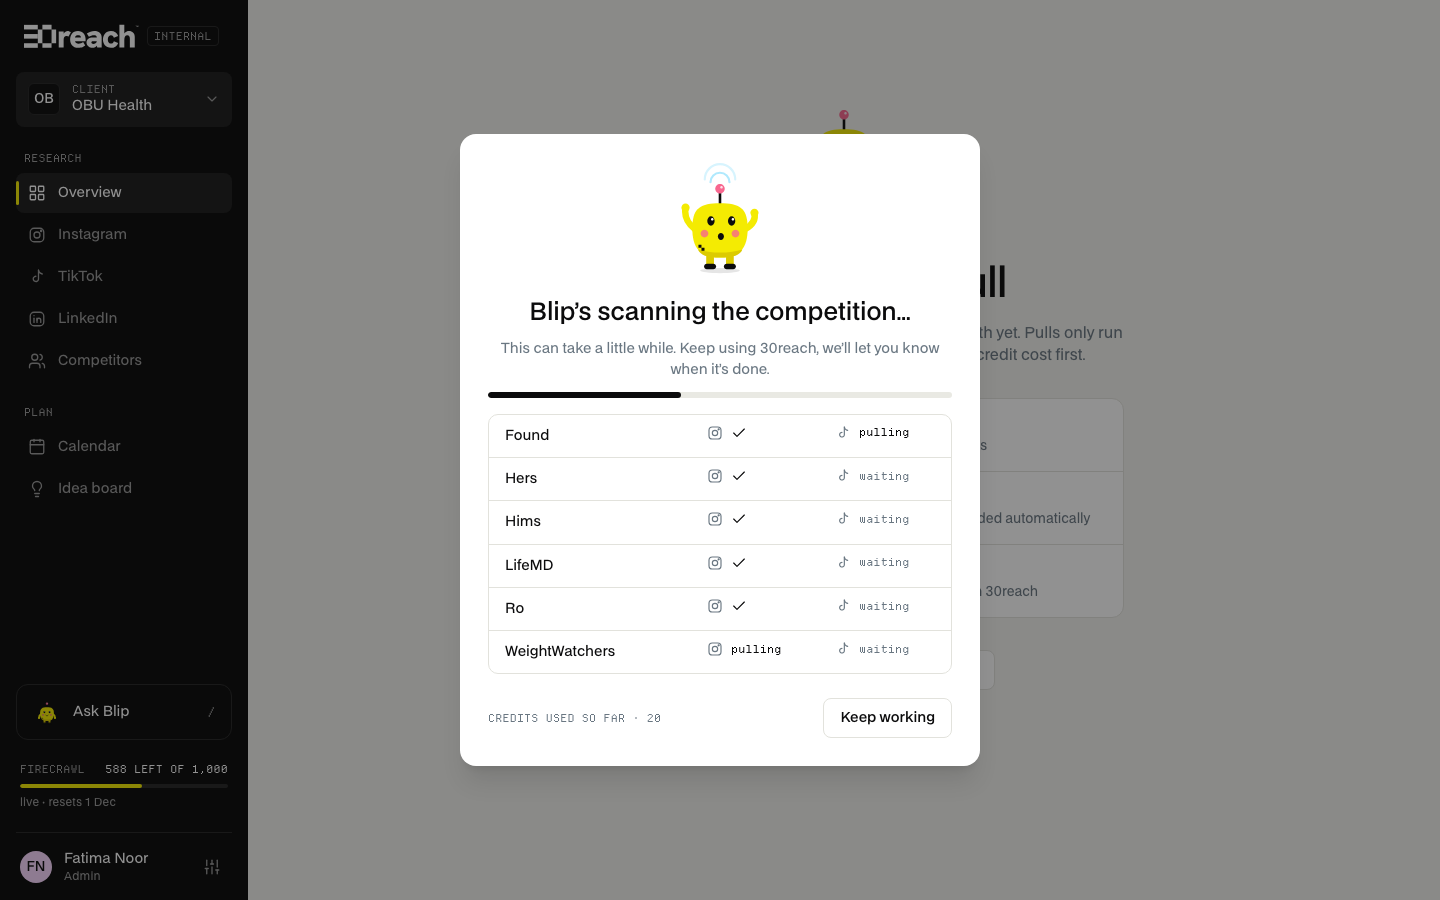 30reach
INTERNAL
OB
CLIENT
OBU Health
RESEARCH
Overview
Instagram
TikTok
LinkedIn
Competitors
PLAN
Calendar
Idea board
Ask Blip
/
FIRECRAWL
588 LEFT OF 1,000
live · resets 1 Dec
FN
Fatima Noor
Admin
ull
th yet. Pulls only run
credit cost first.
s
ded automatically
n 30reach
Blip’s scanning the competition...
This can take a little while. Keep using 30reach, we’ll let you know
when it’s done.
Found
pulling
Hers
waiting
Hims
waiting
LifeMD
waiting
Ro
waiting
WeightWatchers
pulling
waiting
CREDITS USED SO FAR · 20
Keep working